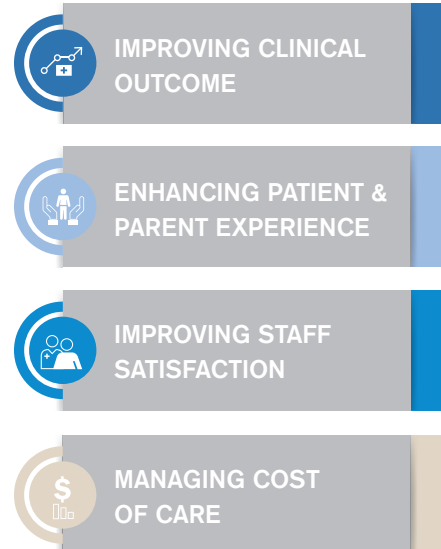 IMPROVING CLINICAL
OUTCOME
ENHANCING PATIENT &
PARENT EXPERIENCE
IMPROVING STAFF
SATISFACTION
$
MANAGING COST
OF CARE